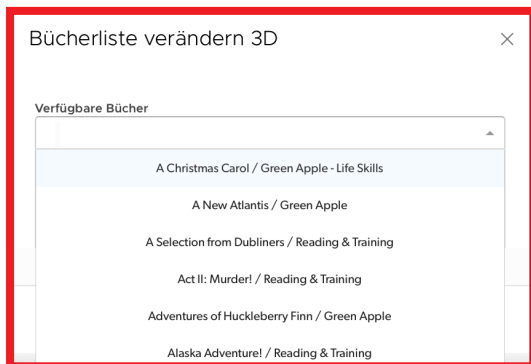 Bücherliste verändern 3D
Verfügbare Bücher
A Christmas Carol / Green Apple - Life Skills
A New Atlantis / Green Apple
A Selection from Dubliners / Reading & Training
Act II: Murder! / Reading & Training
Adventures of Huckleberry Finn / Green Apple
Alaska Adventure! / Reading & Training